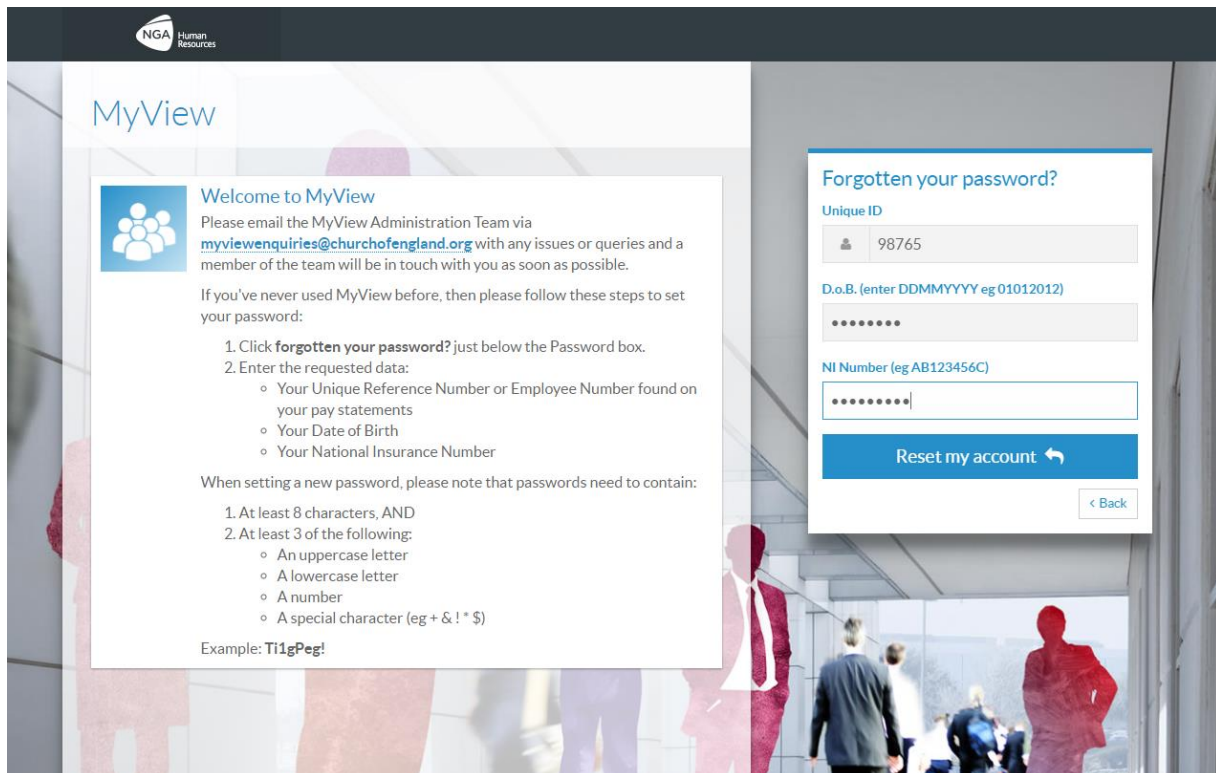 NGA Human
Resources
MyView
Welcome to MyView
Please email the MyView Administration Team via
myviewenquiries@churchofengland.org with any issues or queries and a
member of the team will be in touch with you as soon as possible.
If you've never used MyView before, then please follow these steps to set
your password:
1. Click forgotten your password? just below the Password box.
2. Enter the requested data:
◦ Your Unique Reference Number or Employee Number found on
your pay statements
◦ Your Date of Birth
◦ Your National Insurance Number
When setting a new password, please note that passwords need to contain:
1. At least 8 characters, AND
2. At least 3 of the following:
◦ An uppercase letter
◦ A lowercase letter
◦ A number
◦ A special character (eg + & ! * $)
Example: Ti1gPeg!
Forgotten your password?
Unique ID
98765
D.o.B. (enter DDMMYYYY eg 01012012)
••••••••
NI Number (eg AB123456C)
•••••••••
Reset my account
< Back